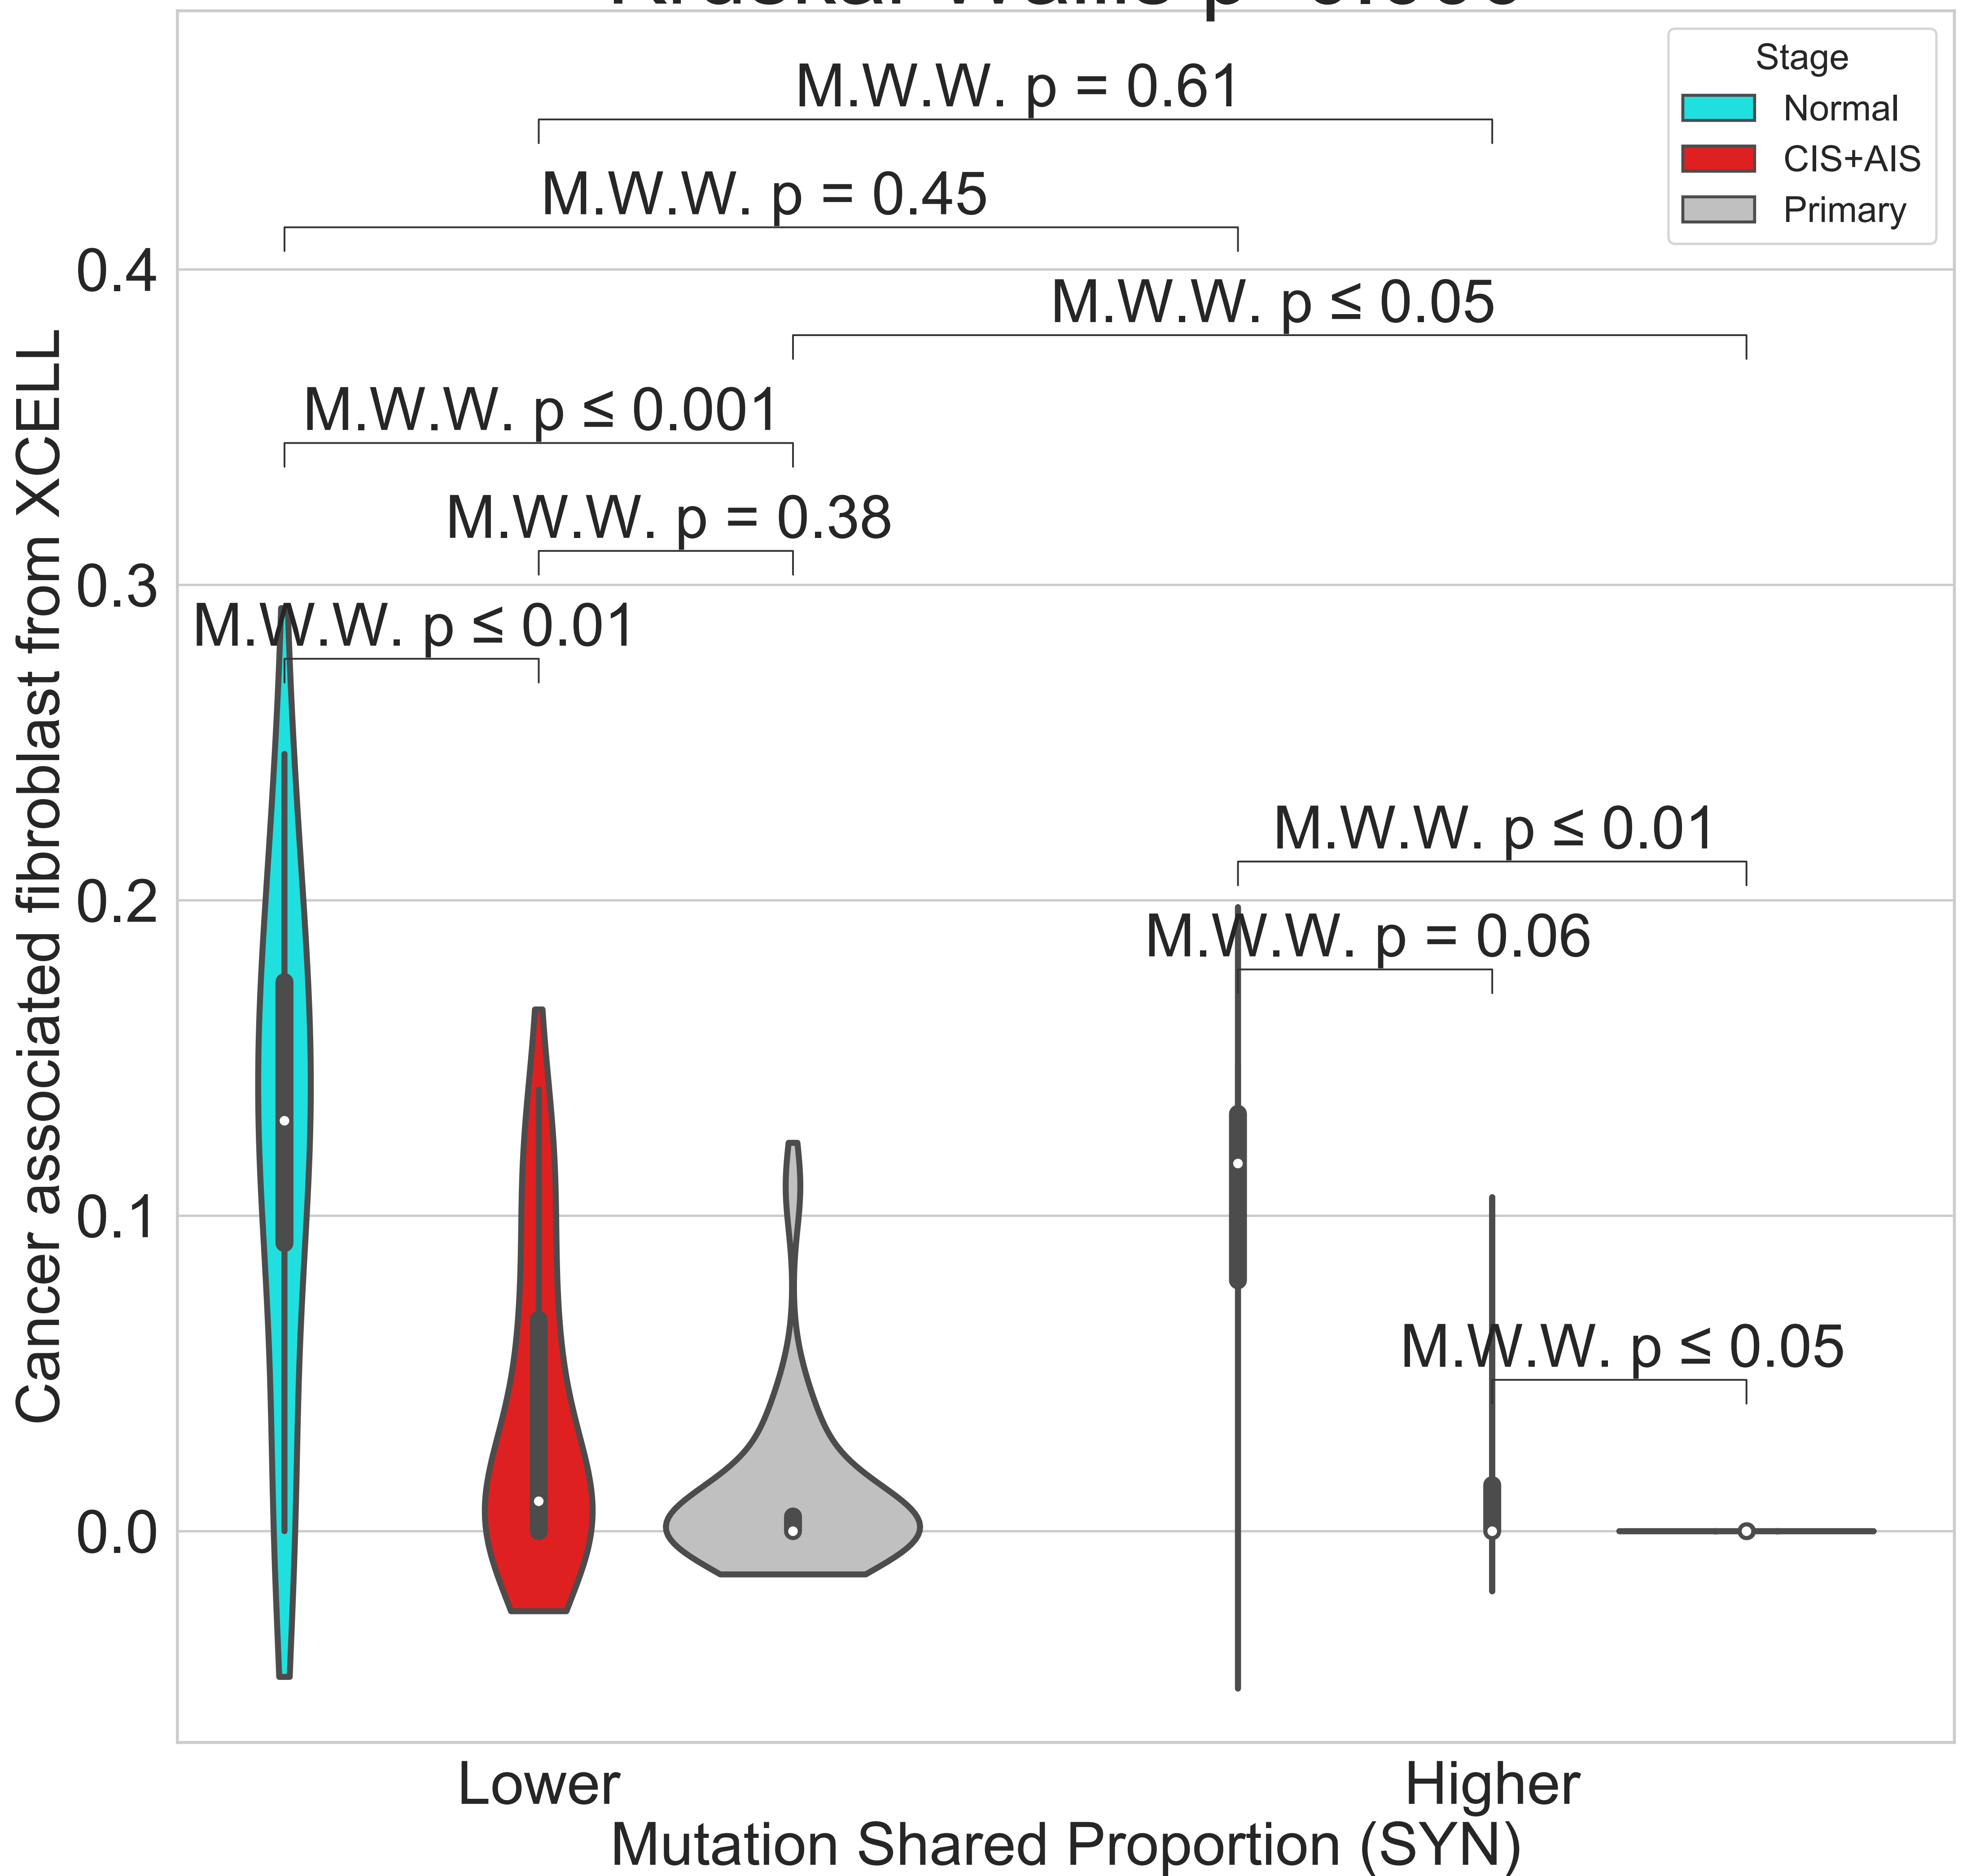 Stage
Normal
CIS+AIS
Primary
M.W.W. p = 0.61
M.W.W. p = 0.45
M.W.W. p ≤ 0.05
M.W.W. p ≤ 0.001
M.W.W. p = 0.38
M.W.W. p ≤ 0.01
M.W.W. p ≤ 0.01
M.W.W. p = 0.06
M.W.W. p ≤ 0.05
0.4
0.3
0.2
0.1
0.0
Cancer associated fibroblast from XCELL
Lower
Higher
Mutation Shared Proportion (SYN)